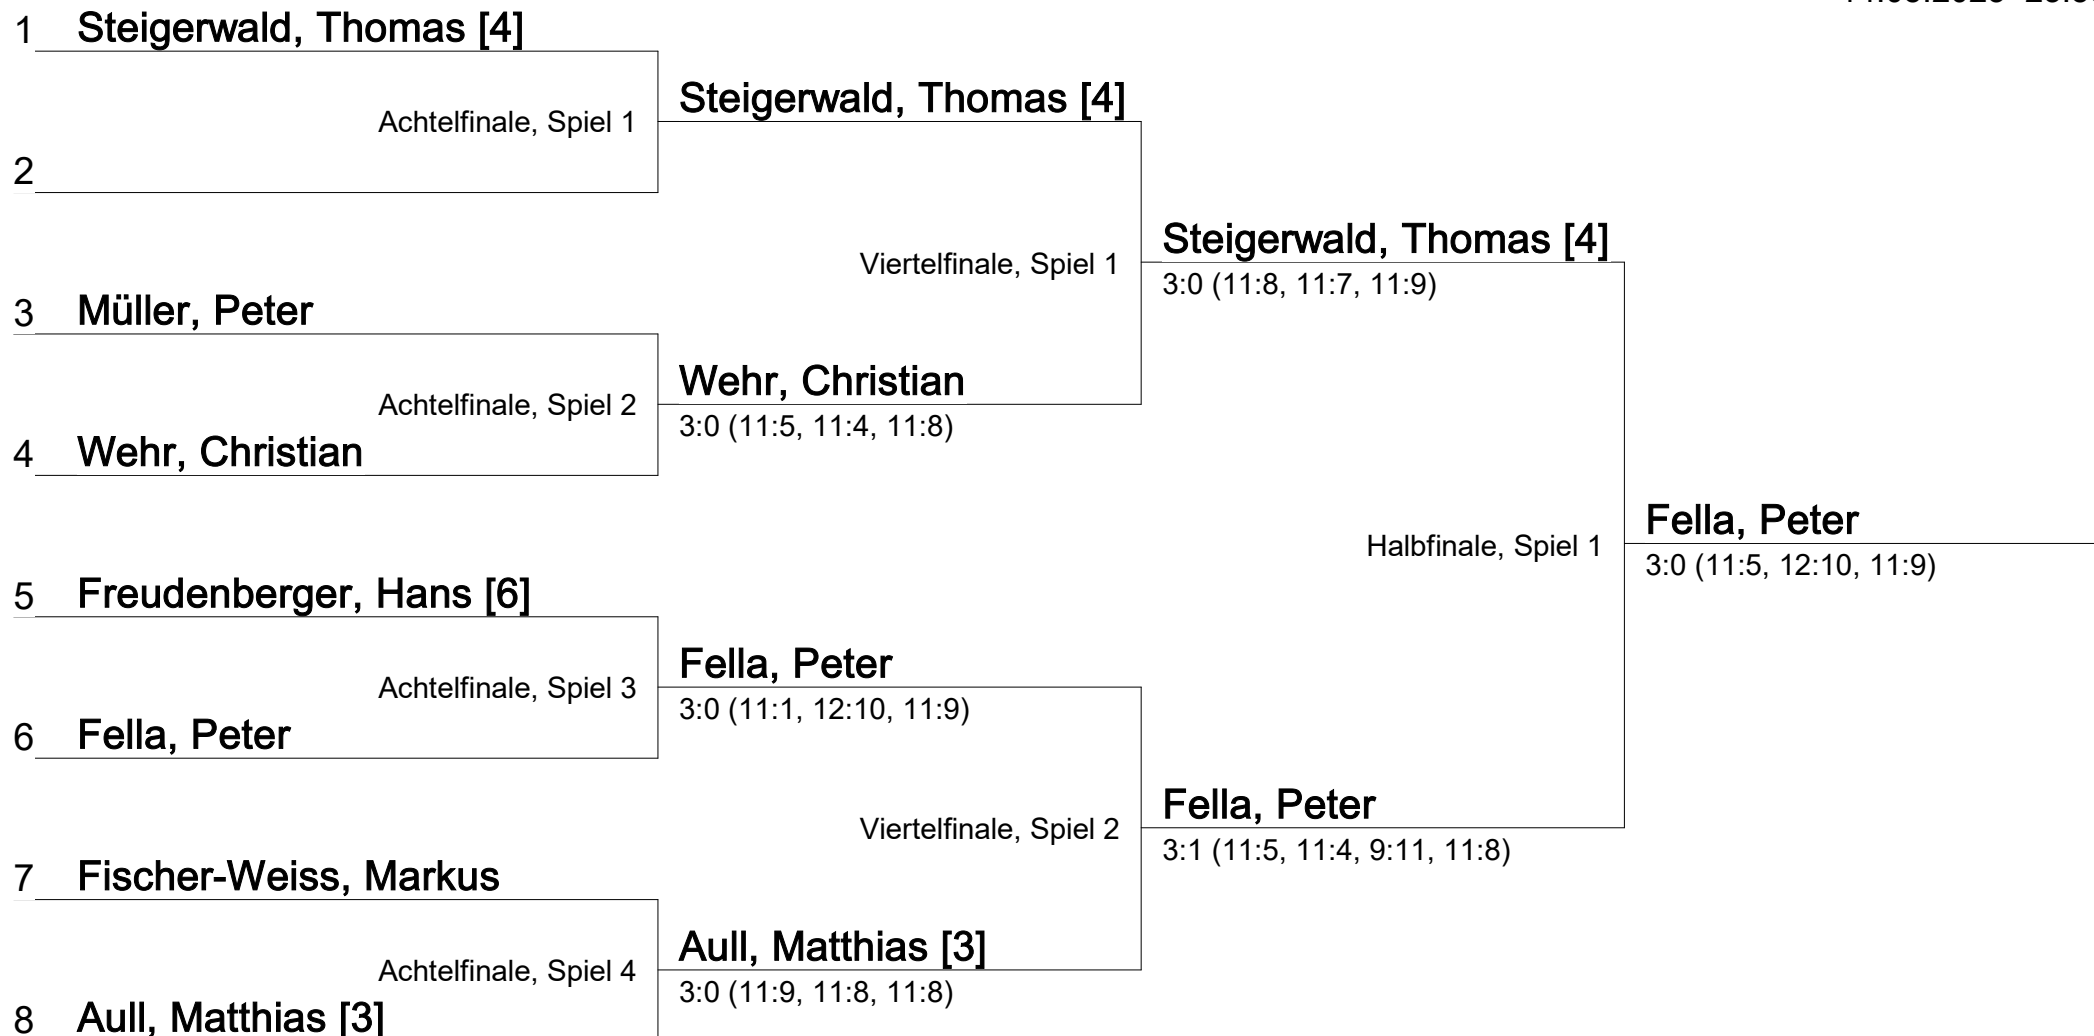 1 Steigerwald, Thomas [4]
Steigerwald, Thomas [4]
Achtelfinale, Spiel 1
2
Steigerwald, Thomas [4]
Viertelfinale, Spiel 1
3:0 (11:8, 11:7, 11:9)
3 Müller, Peter
Wehr, Christian
Achtelfinale, Spiel 2
3:0 (11:5, 11:4, 11:8)
4 Wehr, Christian
Fella, Peter
Halbfinale, Spiel 1
3:0 (11:5, 12:10, 11:9)
5 Freudenberger, Hans [6]
Fella, Peter
Achtelfinale, Spiel 3
3:0 (11:1, 12:10, 11:9)
6 Fella, Peter
Fella, Peter
Viertelfinale, Spiel 2
3:1 (11:5, 11:4, 9:11, 11:8)
7 Fischer-Weiss, Markus
Aull, Matthias [3]
Achtelfinale, Spiel 4
3:0 (11:9, 11:8, 11:8)
8 Aull, Matthias [3]